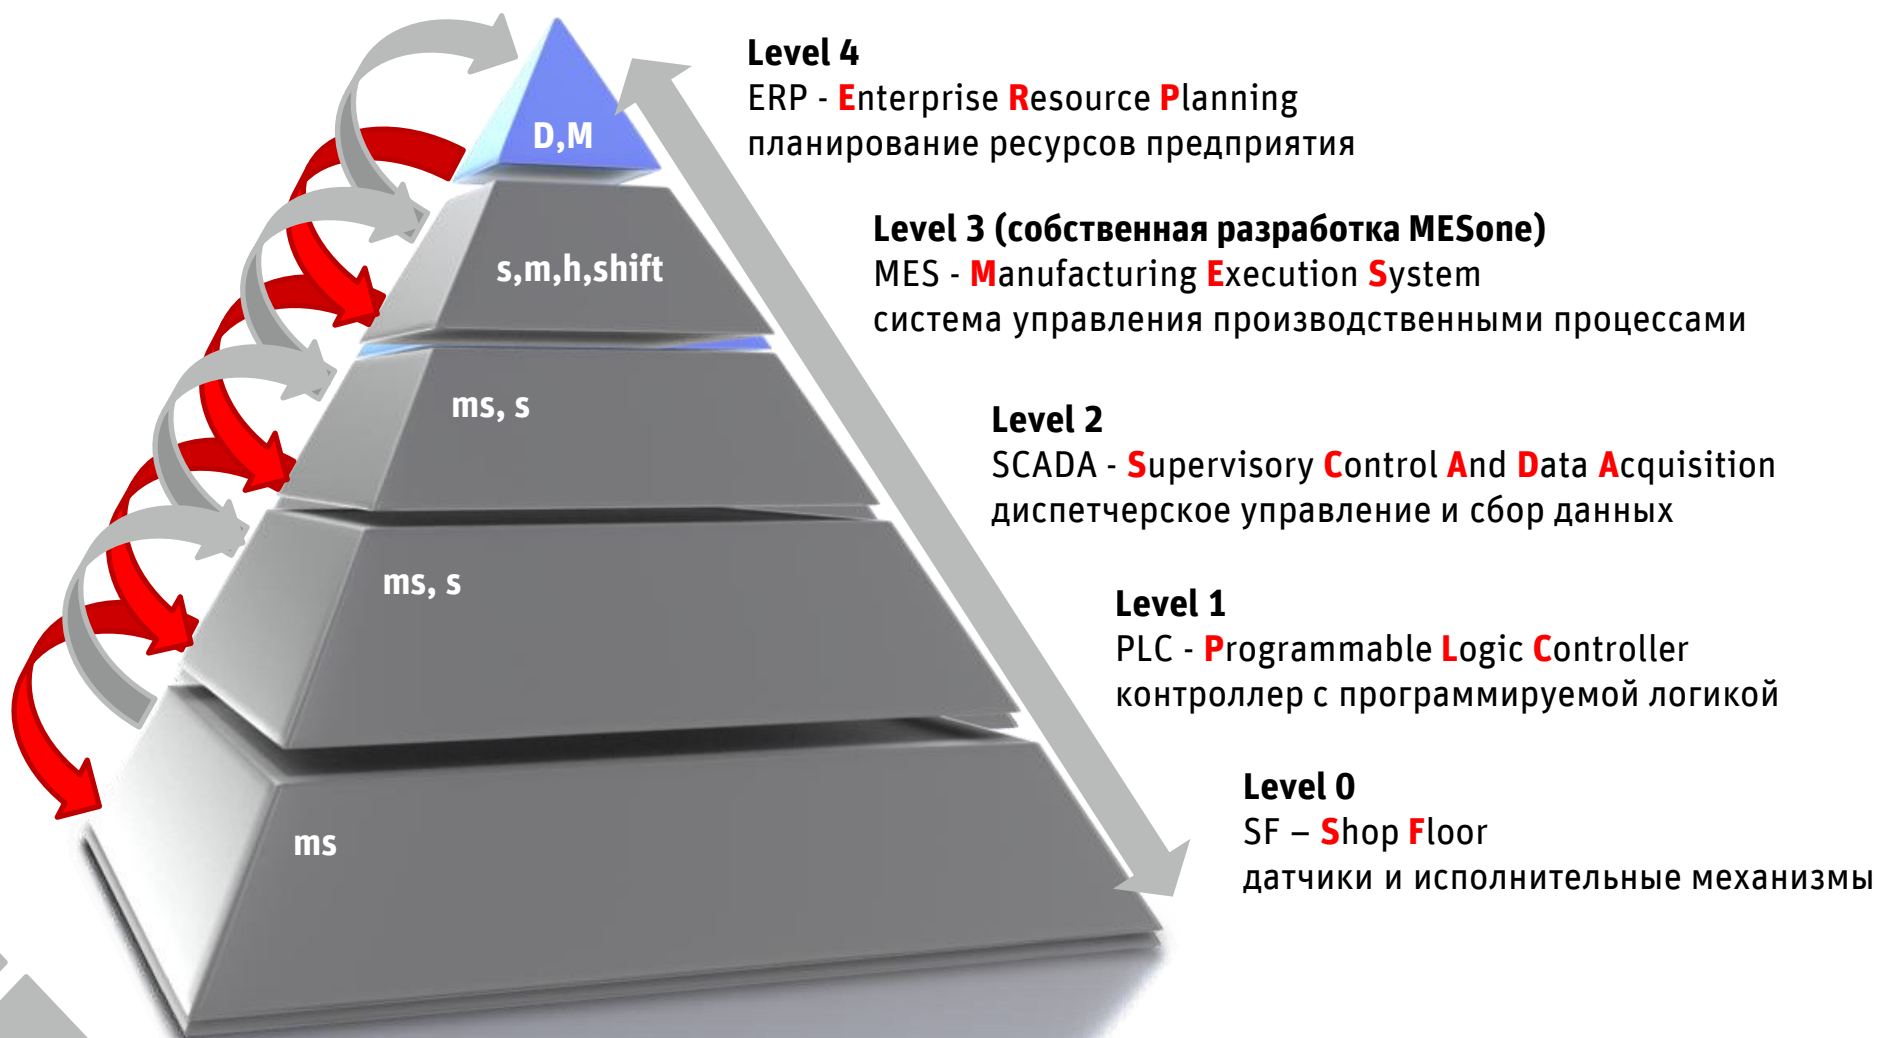 Level 4
ERP - Enterprise Resource Planning
планирование ресурсов предприятия
D,M
Level 3 (собственная разработка MESone)
MES - Manufacturing Execution System
система управления производственными процессами
s,m,h,shift
Level 2
SCADA - Supervisory Control And Data Acquisition
диспетчерское управление и сбор данных
ms, s
Level 1
PLC - Programmable Logic Controller
контроллер с программируемой логикой
ms, s
Level 0
SF – Shop Floor
датчики и исполнительные механизмы
ms